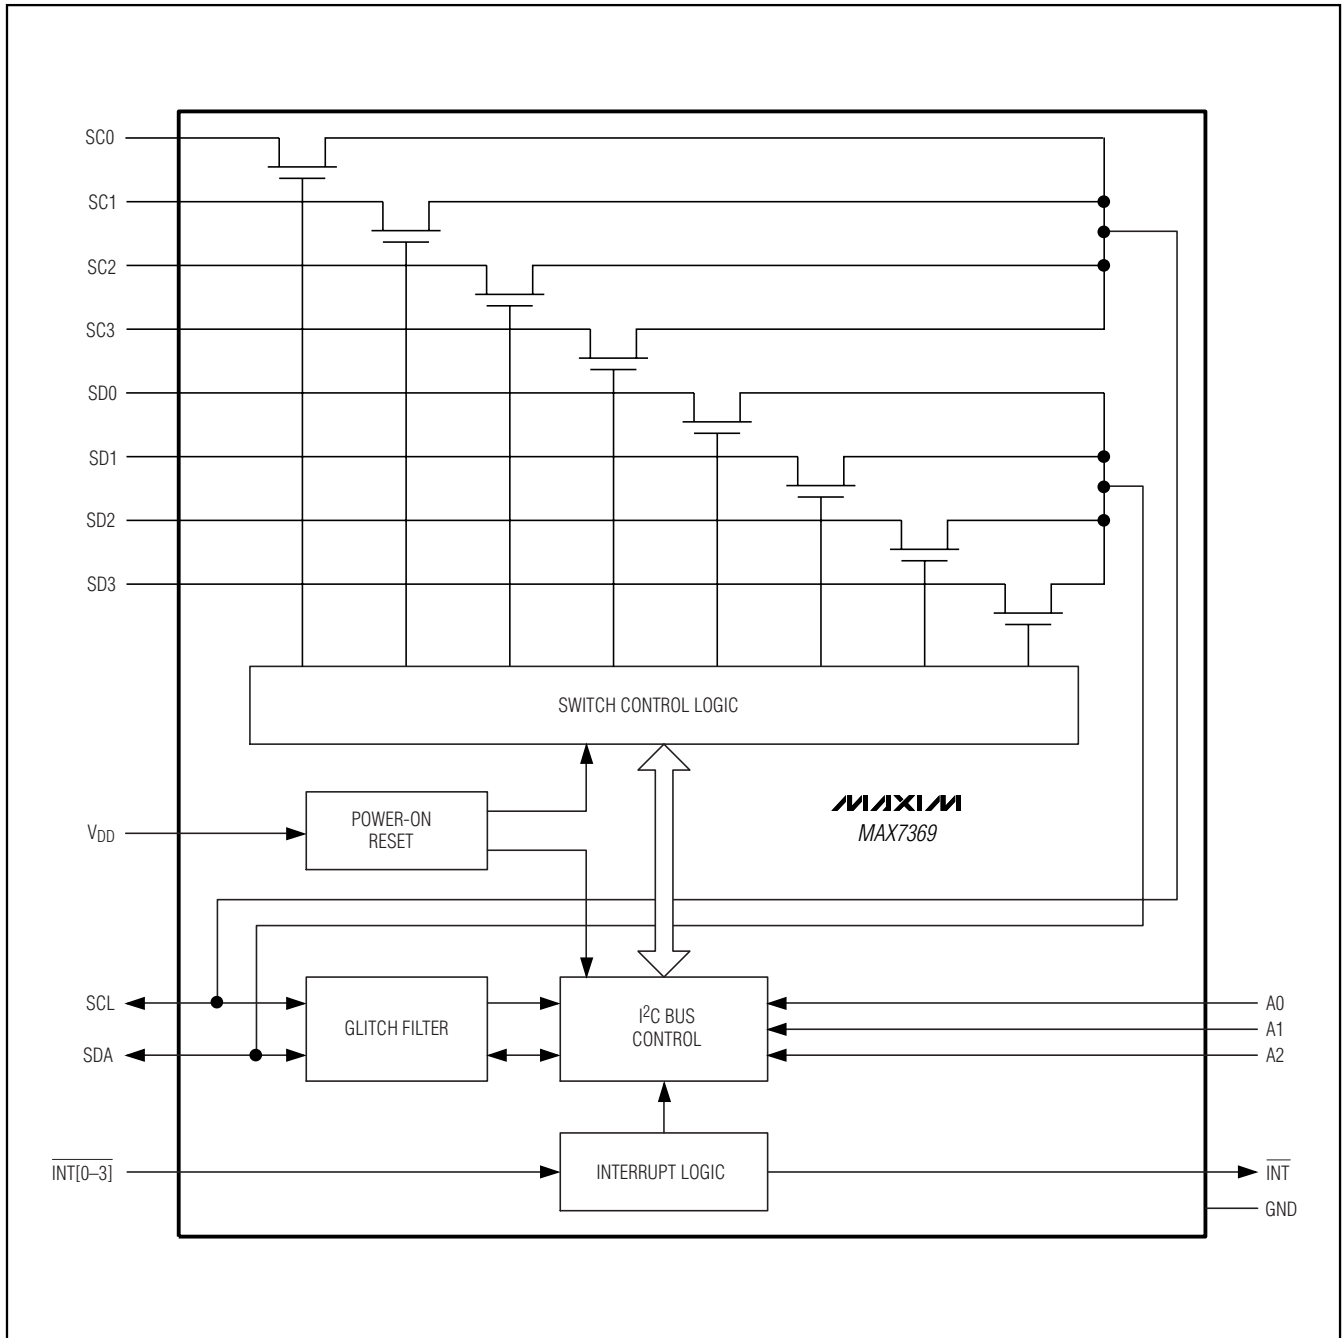 SC0
SC1
SC2
SC3
SD0
SD1
SD2
SD3
SWITCH CONTROL LOGIC
MAXIM
MAX7369
POWER-ON
RESET
VDD
SCL
SDA
GLITCH FILTER
I²C BUS
CONTROL
A0
A1
A2
INT[0–3]
INTERRUPT LOGIC
INT
GND